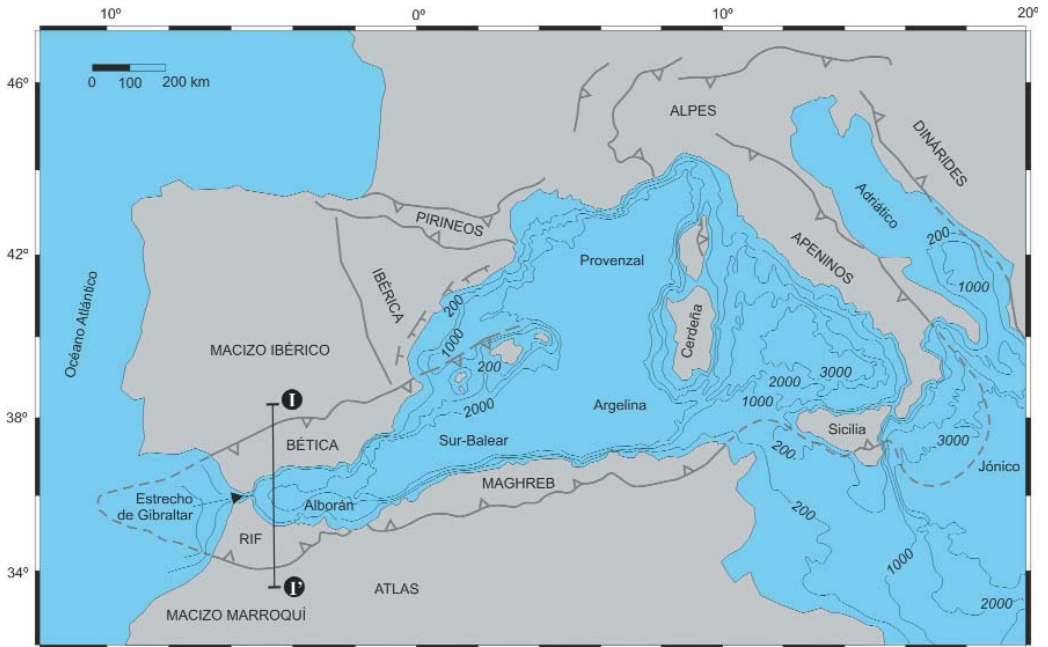 10º 0º 10º 20º
46º
0 100 200 km
ALPES
DINÁRIDES
Adriático
200
1000
PIRINEOS
42º
Provenzal
APENINOS
Océano Atlántico
IBÉRICA
200
1000
MACIZO IBÉRICO
200
Cerdeña
3000
2000
1000
2000
I
38º
Argelina
Sicilia
BÉTICA
Sur-Balear
200
3000
Jónico
MAGHREB
Estrecho
de Gibraltar
Alborán
200
RIF
1000
34º
I'
ATLAS
2000
MACIZO MARROQUÍ